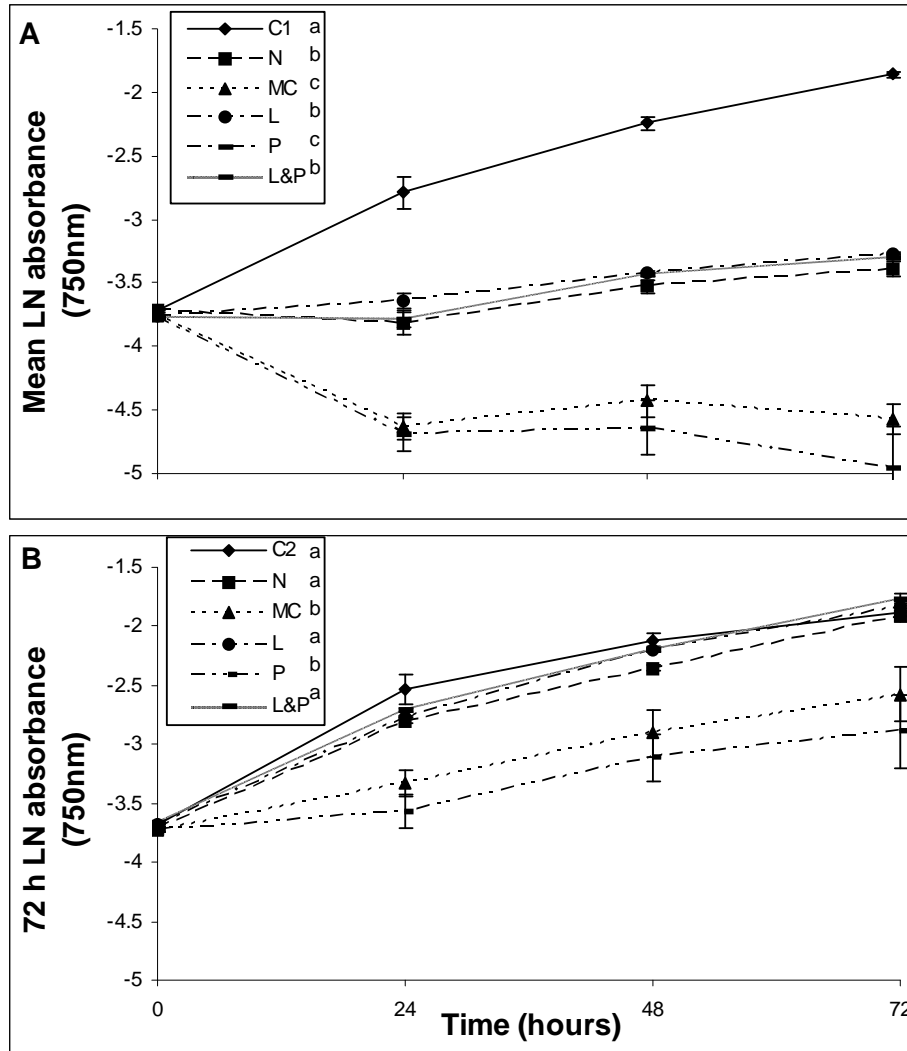 A
Mean LN absorbance
(750nm)
-1.5
-2
-2.5
-3
-3.5
-4
-4.5
-5
C1 a
N b
MC c
L b
P c
L&P b
B
72 h LN absorbance
(750nm)
-1.5
-2
-2.5
-3
-3.5
-4
-4.5
-5
C2 a
N a
MC b
L a
P b
L&P a
0
24
48
72
Time (hours)